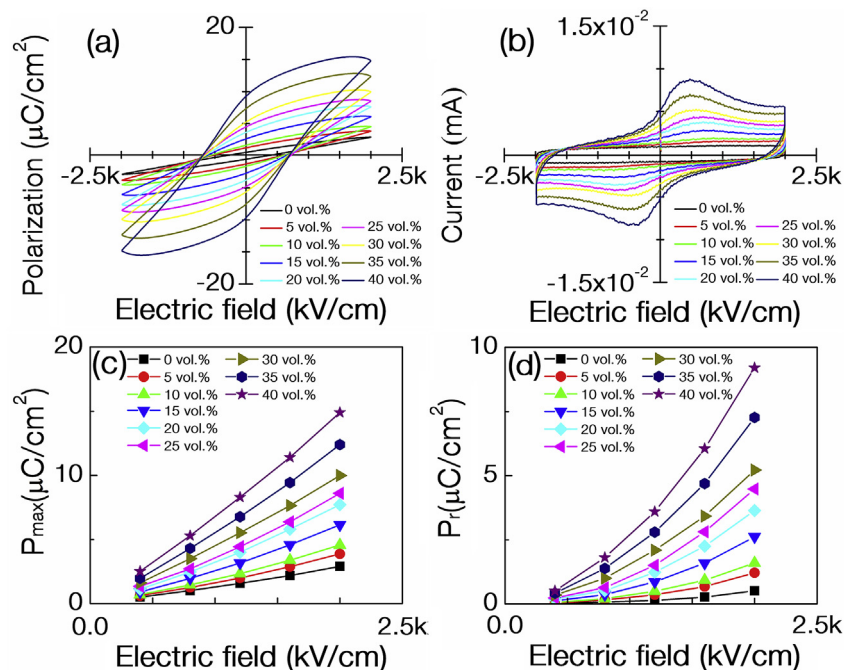 (a)
20
Polarization (μC/cm²)
-2.5k
2.5k
-20
0 vol.%
5 vol.%
10 vol.%
15 vol.%
20 vol.%
25 vol.%
30 vol.%
35 vol.%
40 vol.%
Electric field (kV/cm)
(b)
1.5x10⁻²
Current (mA)
-2.5k
2.5k
-1.5x10⁻²
0 vol.%
5 vol.%
10 vol.%
15 vol.%
20 vol.%
25 vol.%
30 vol.%
35 vol.%
40 vol.%
Electric field (kV/cm)
(c)
20
10
0
Pmax(μC/cm²)
0 vol.%
5 vol.%
10 vol.%
15 vol.%
20 vol.%
25 vol.%
30 vol.%
35 vol.%
40 vol.%
0.0
2.5k
Electric field (kV/cm)
(d)
10
5
0
Pr(μC/cm²)
0 vol.%
5 vol.%
10 vol.%
15 vol.%
20 vol.%
25 vol.%
30 vol.%
35 vol.%
40 vol.%
0.0
2.5k
Electric field (kV/cm)